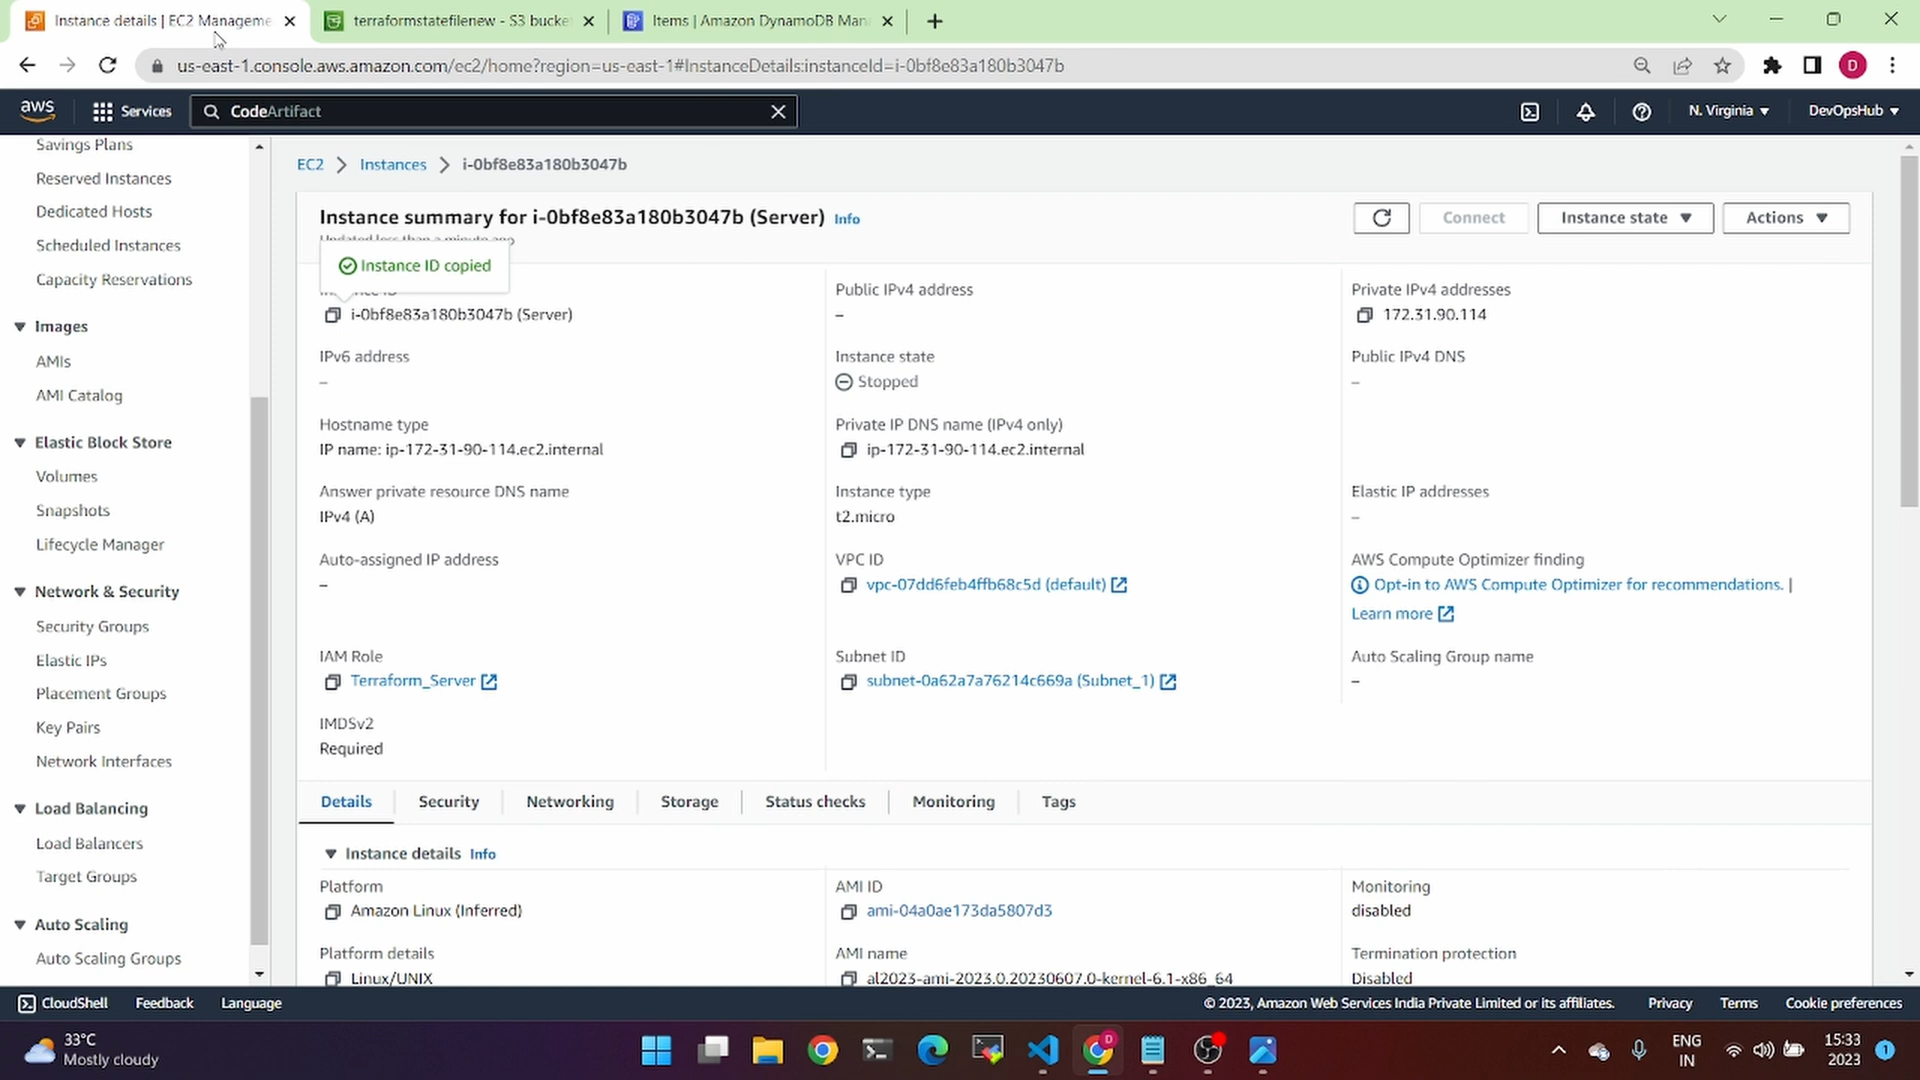 Instance details | EC2 Manageme
terraformstatefilenew - S3 bucke
Items | Amazon DynamoDB Man
us-east-1.console.aws.amazon.com/ec2/home?region=us-east-1#InstanceDetails:instanceId=i-0bf8e83a180b3047b
D
aws
Services
CodeArtifact
N. Virginia
DevOpsHub
Savings Plans
Reserved Instances
Dedicated Hosts
Scheduled Instances
Capacity Reservations
Images
AMIs
AMI Catalog
Elastic Block Store
Volumes
Snapshots
Lifecycle Manager
Network & Security
Security Groups
Elastic IPs
Placement Groups
Key Pairs
Network Interfaces
Load Balancing
Load Balancers
Target Groups
Auto Scaling
Auto Scaling Groups
EC2 > Instances > i-0bf8e83a180b3047b
Instance summary for i-0bf8e83a180b3047b (Server) Info
Connect
Instance state
Actions
Updated less than a minute ago
Instance ID copied
i-0bf8e83a180b3047b (Server)
Public IPv4 address
–
Private IPv4 addresses
172.31.90.114
IPv6 address
–
Instance state
Stopped
Public IPv4 DNS
–
Hostname type
IP name: ip-172-31-90-114.ec2.internal
Private IP DNS name (IPv4 only)
ip-172-31-90-114.ec2.internal
Answer private resource DNS name
IPv4 (A)
Instance type
t2.micro
Elastic IP addresses
–
Auto-assigned IP address
–
VPC ID
vpc-07dd6feb4ffb68c5d (default)
AWS Compute Optimizer finding
Opt-in to AWS Compute Optimizer for recommendations. |
Learn more
IAM Role
Terraform_Server
Subnet ID
subnet-0a62a7a76214c669a (Subnet_1)
Auto Scaling Group name
–
IMDSv2
Required
Details
Security
Networking
Storage
Status checks
Monitoring
Tags
Instance details Info
Platform
Amazon Linux (Inferred)
AMI ID
ami-04a0ae173da5807d3
Monitoring
disabled
Platform details
Linux/UNIX
AMI name
al2023-ami-2023.0.20230607.0-kernel-6.1-x86_64
Termination protection
Disabled
CloudShell
Feedback
Language
© 2023, Amazon Web Services India Private Limited or its affiliates.
Privacy
Terms
Cookie preferences
33°C
Mostly cloudy
D
ENG
IN
15:33
2023
1